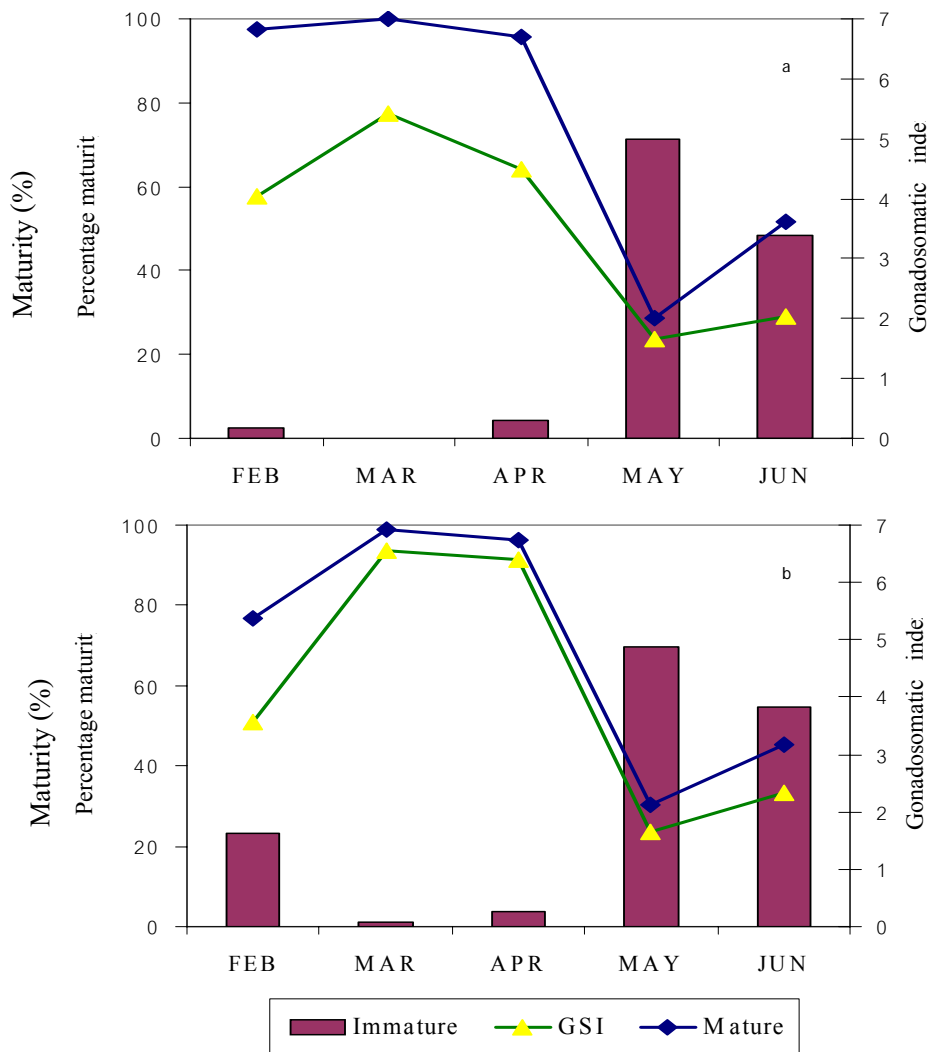 100
80
60
40
20
0
7
6
5
4
3
2
1
0
a
Maturity (%)
Percentage maturit
Gonadosomatic inde
FEB MAR APR MAY JUN
100
80
60
40
20
0
7
6
5
4
3
2
1
0
b
Maturity (%)
Percentage maturit
Gonadosomatic inde
FEB MAR APR MAY JUN
Immature GSI Mature